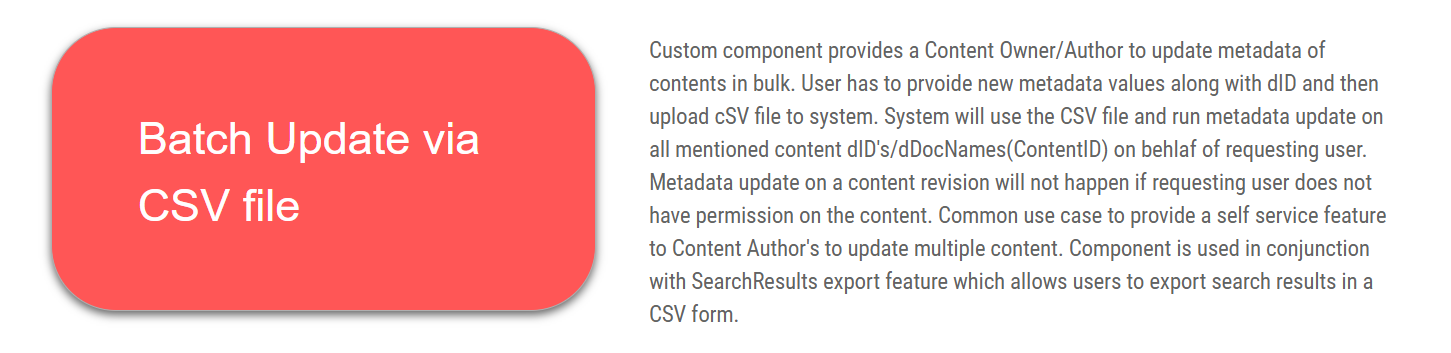 Batch Update via
CSV file
Custom component provides a Content Owner/Author to update metadata of
contents in bulk. User has to prvoide new metadata values along with dID and then
upload cSV file to system. System will use the CSV file and run metadata update on
all mentioned content dID's/dDocNames(ContentID) on behlaf of requesting user.
Metadata update on a content revision will not happen if requesting user does not
have permission on the content. Common use case to provide a self service feature
to Content Author's to update multiple content. Component is used in conjunction
with SearchResults export feature which allows users to export search results in a
CSV form.